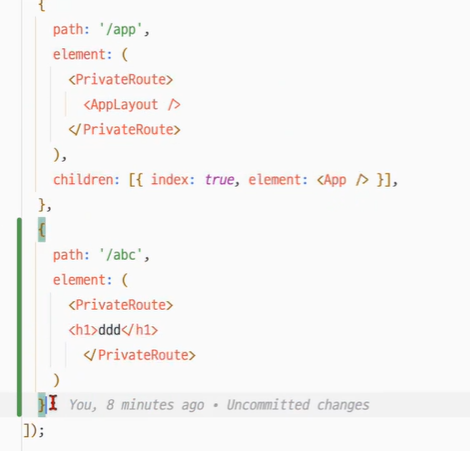 {
path: '/app',
element: (
<PrivateRoute>
<AppLayout />
</PrivateRoute>
),
children: [{ index: true, element: <App /> }],
},
{
path: '/abc',
element: (
<PrivateRoute>
<h1>ddd</h1>
</PrivateRoute>
)
} You, 8 minutes ago • Uncommitted changes
]);